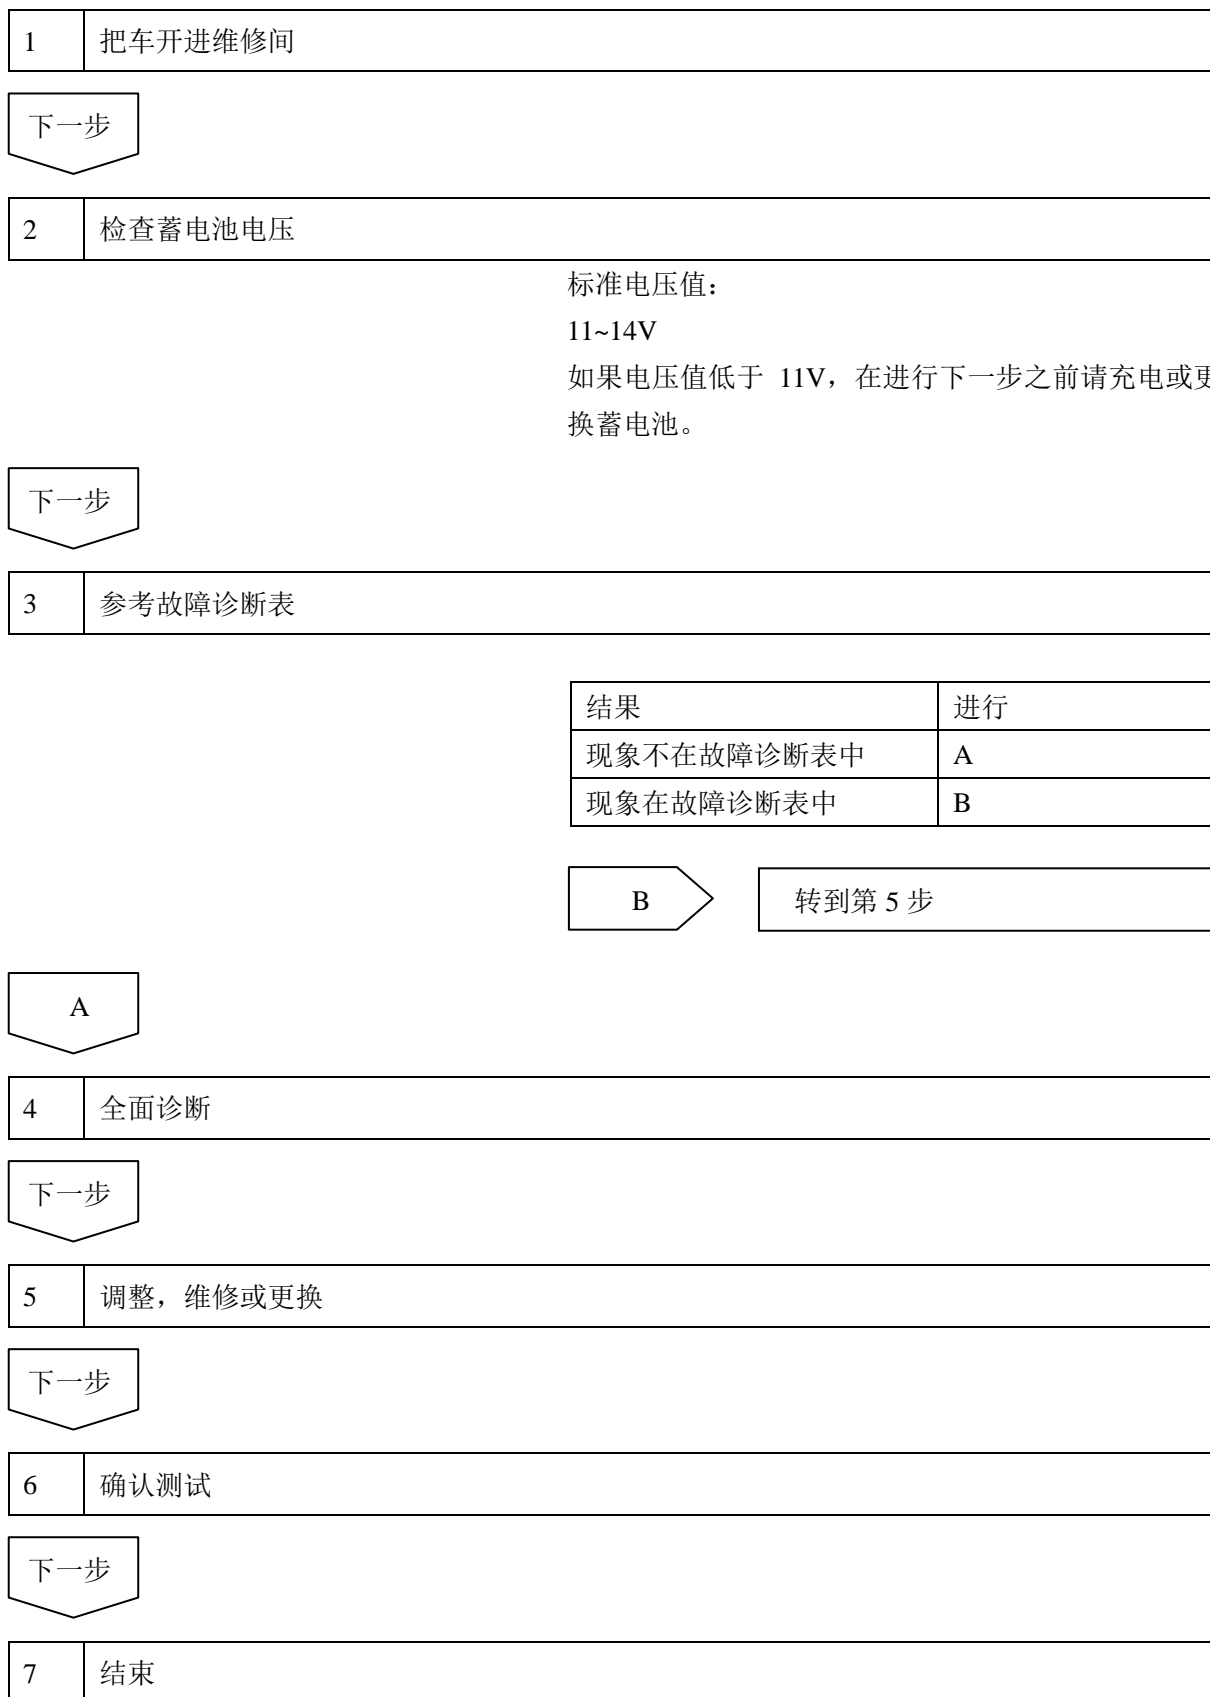 1 把车开进维修间
下一步
2 检查蓄电池电压
标准电压值：
11~14V
如果电压值低于 11V，在进行下一步之前请充电或更
换蓄电池。
下一步
3 参考故障诊断表
结果 进行
现象不在故障诊断表中 A
现象在故障诊断表中 B
B 转到第 5 步
A
4 全面诊断
下一步
5 调整，维修或更换
下一步
6 确认测试
下一步
7 结束